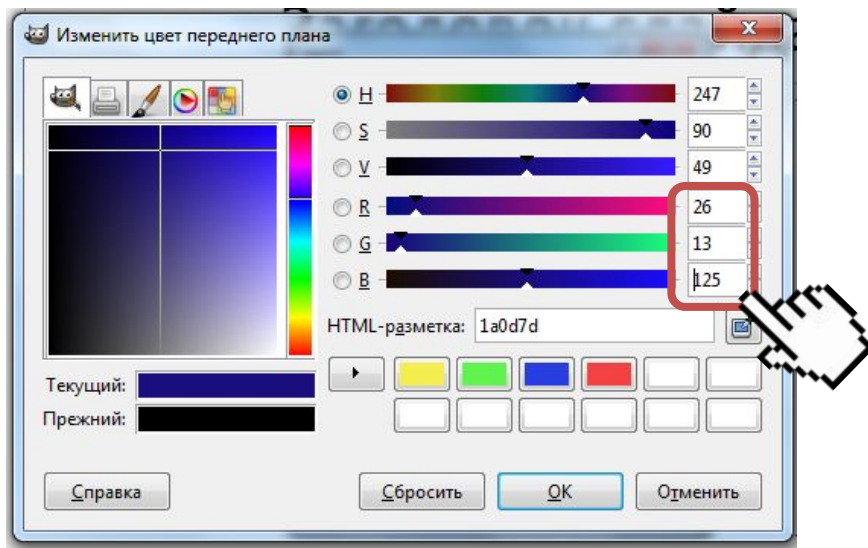 Изменить цвет переднего плана
H 247
S 90
V 49
R 26
G 13
B 125
HTML-разметка: 1a0d7d
Текущий:
Прежний:
Справка Сбросить OK Отменить